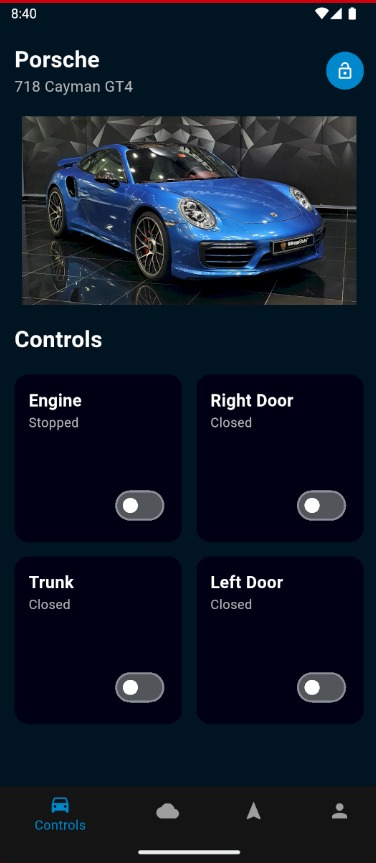 8:40
Porsche
718 Cayman GT4
Controls
Engine
Stopped
Right Door
Closed
Trunk
Closed
Left Door
Closed
Controls